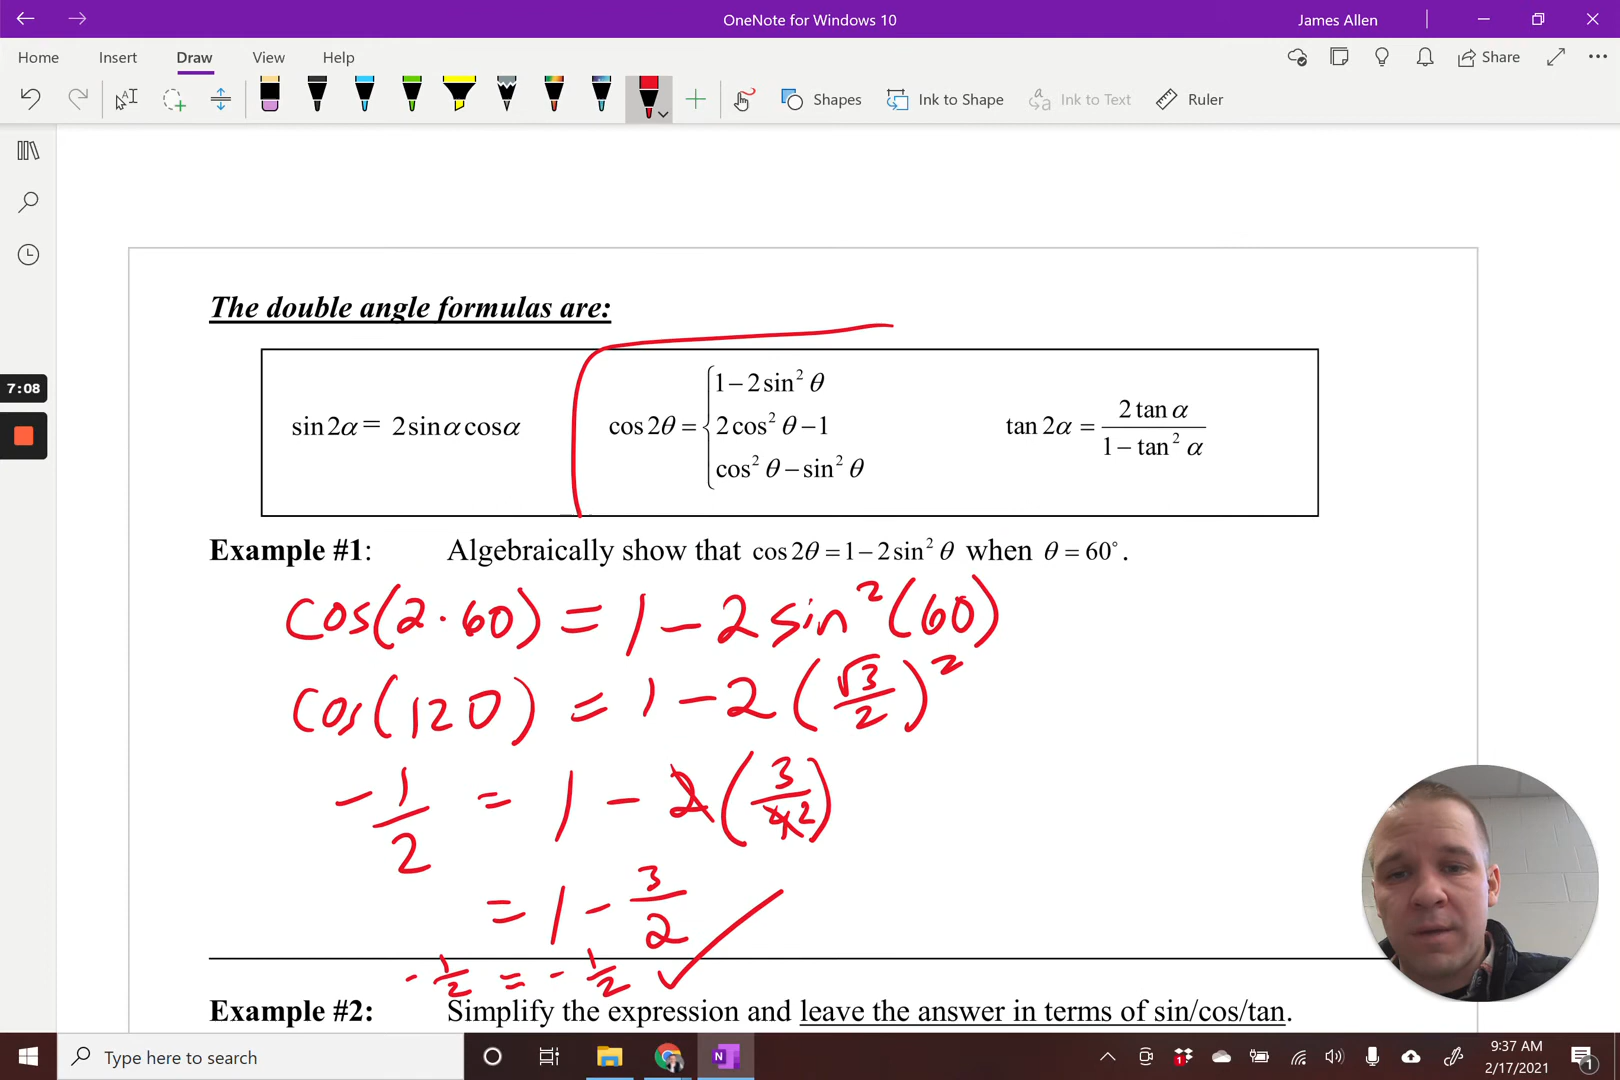 OneNote for Windows 10
James Allen
Home Insert Draw View Help
Share
Shapes
Ink to Shape
Ink to Text
Ruler
The double angle formulas are:
7:08
sin 2α = 2 sin α cos α
cos 2θ = { 1 − 2 sin² θ
2 cos² θ − 1
cos² θ − sin² θ
tan 2α = 2 tan α / 1 − tan² α
Example #1: Algebraically show that cos 2θ = 1 − 2 sin² θ when θ = 60°.
cos(2·60) = 1 − 2 sin²(60)
cos(120) = 1 − 2 (√3/2)²
−1/2 = 1 − 2 (3/4 2)
= 1 − 3/2
−1/2 = −1/2 ✓
Example #2: Simplify the expression and leave the answer in terms of sin/cos/tan.
Type here to search
1
9:37 AM
2/17/2021
1